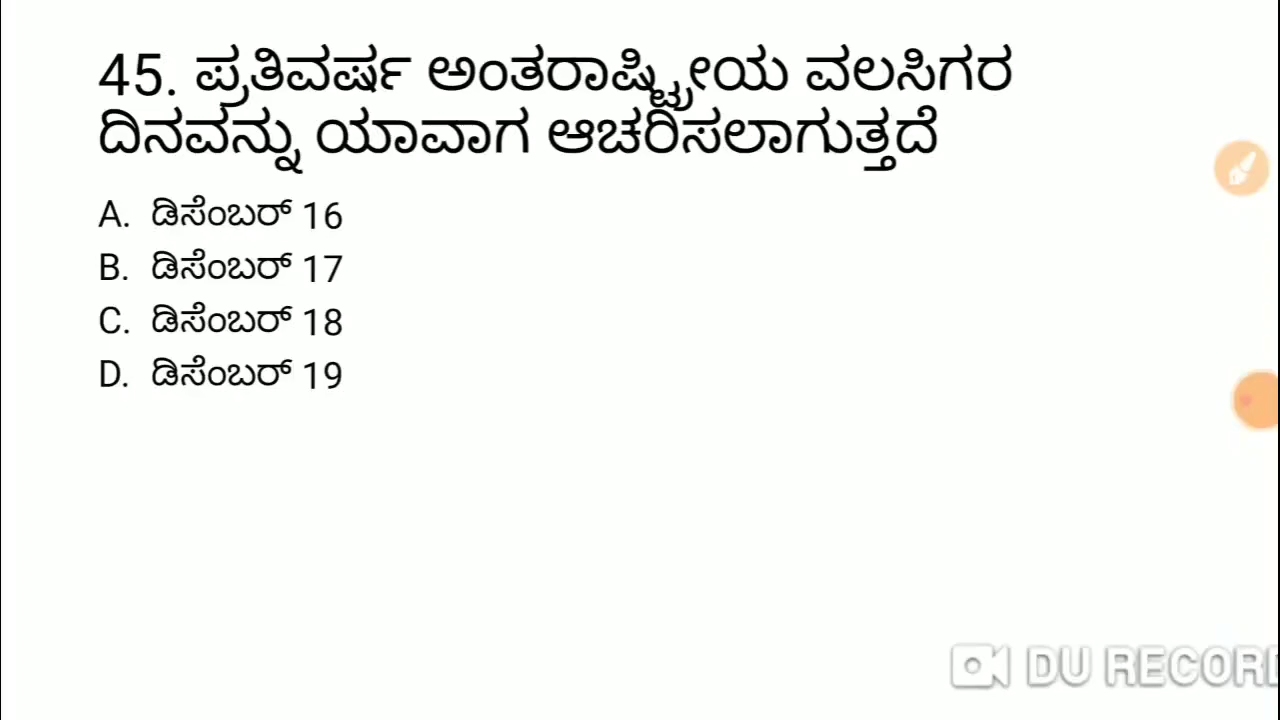 45. ಪ್ರತಿವರ್ಷ ಅಂತರಾಷ್ಟ್ರೀಯ ವಲಸಿಗರ
ದಿನವನ್ನು ಯಾವಾಗ ಆಚರಿಸಲಾಗುತ್ತದೆ
A. ಡಿಸೆಂಬರ್ 16
B. ಡಿಸೆಂಬರ್ 17
C. ಡಿಸೆಂಬರ್ 18
D. ಡಿಸೆಂಬರ್ 19
DU RECORD